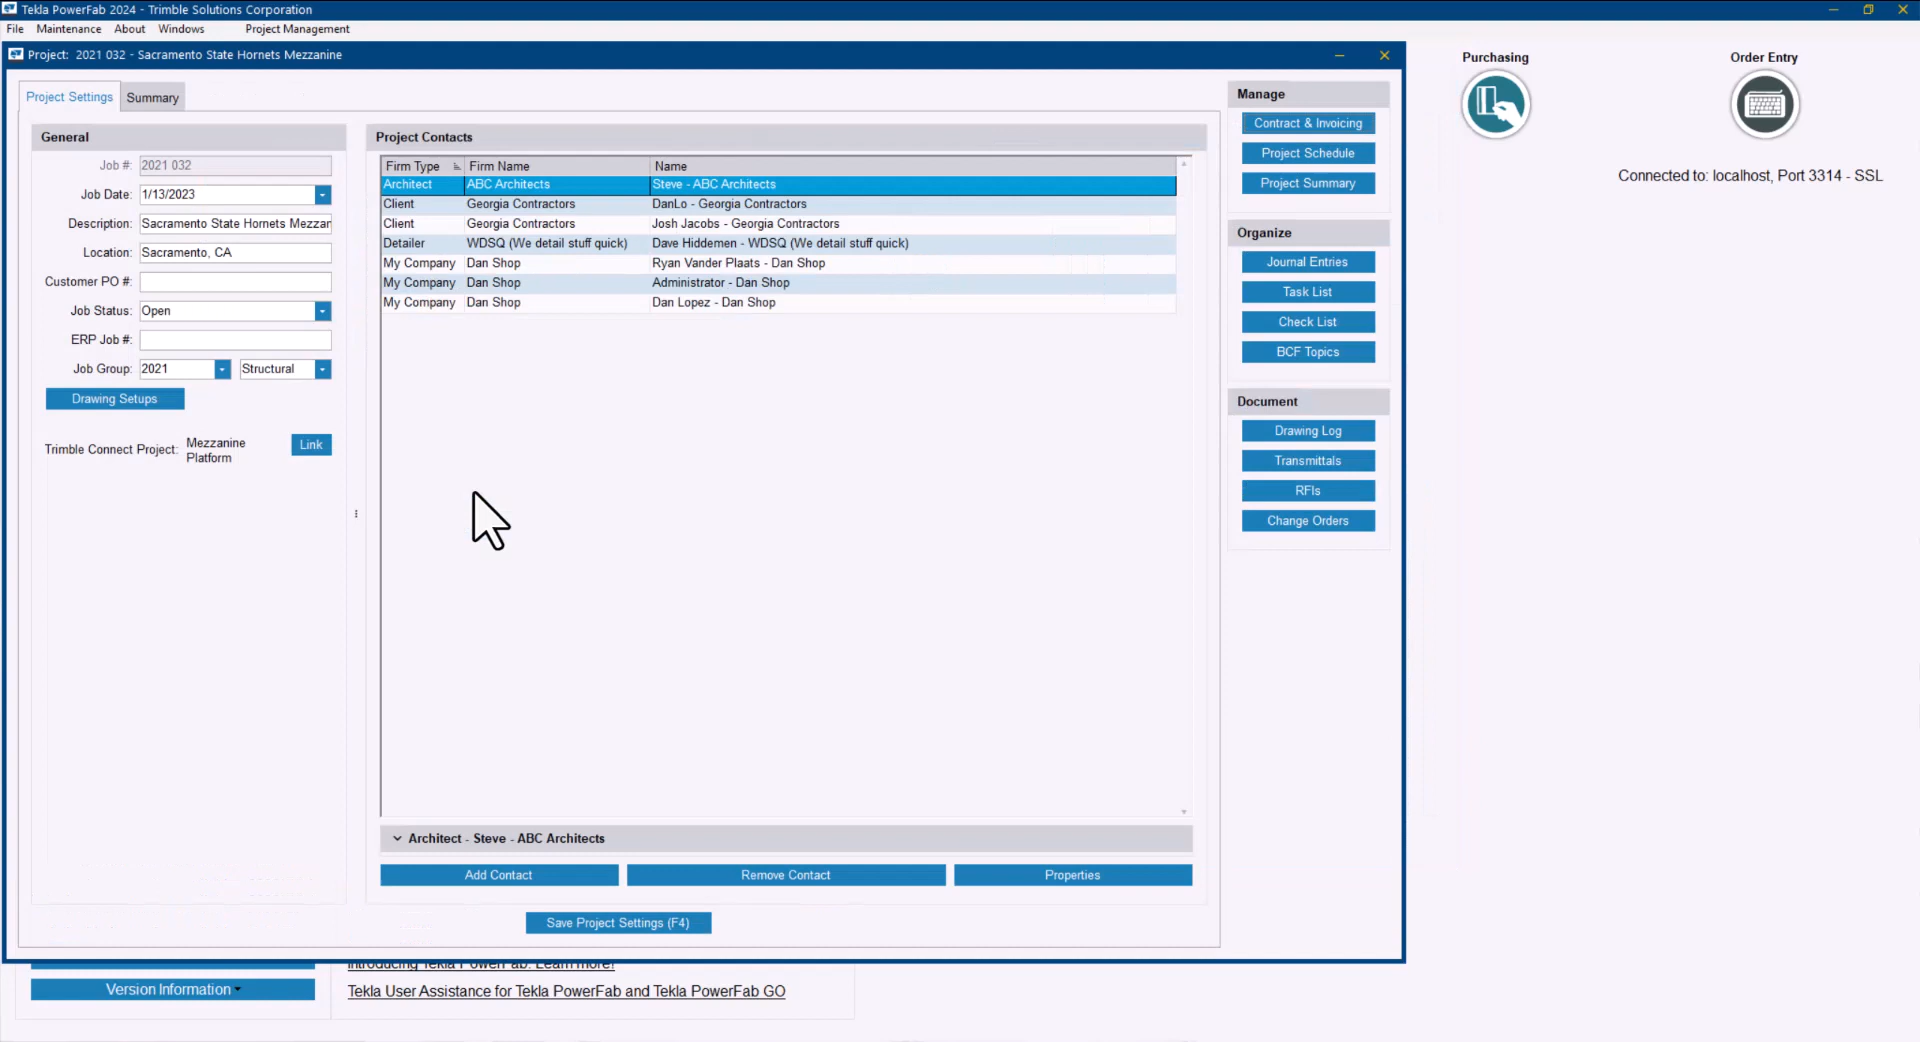 Tekla PowerFab 2024 - Trimble Solutions Corporation
File Maintenance About Windows Project Management
Project: 2021 032 - Sacramento State Hornets Mezzanine
Project Settings Summary
General
Job #: 2021 032
Job Date: 1/13/2023
Description: Sacramento State Hornets Mezzan
Location: Sacramento, CA
Customer PO #:
Job Status: Open
ERP Job #:
Job Group: 2021 Structural
Drawing Setups
Trimble Connect Project: Mezzanine Platform Link
Project Contacts
Firm Type Firm Name Name
Architect ABC Architects Steve - ABC Architects
Client Georgia Contractors DanLo - Georgia Contractors
Client Georgia Contractors Josh Jacobs - Georgia Contractors
Detailer WDSQ (We detail stuff quick) Dave Hiddemen - WDSQ (We detail stuff quick)
My Company Dan Shop Ryan Vander Plaats - Dan Shop
My Company Dan Shop Administrator - Dan Shop
My Company Dan Shop Dan Lopez - Dan Shop
Architect - Steve - ABC Architects
Add Contact Remove Contact Properties
Save Project Settings (F4)
Manage
Contract & Invoicing
Project Schedule
Project Summary
Organize
Journal Entries
Task List
Check List
BCF Topics
Document
Drawing Log
Transmittals
RFIs
Change Orders
Purchasing Order Entry
Connected to: localhost, Port 3314 - SSL
Introducing Tekla PowerFab. Learn more!
Version Information
Tekla User Assistance for Tekla PowerFab and Tekla PowerFab GO